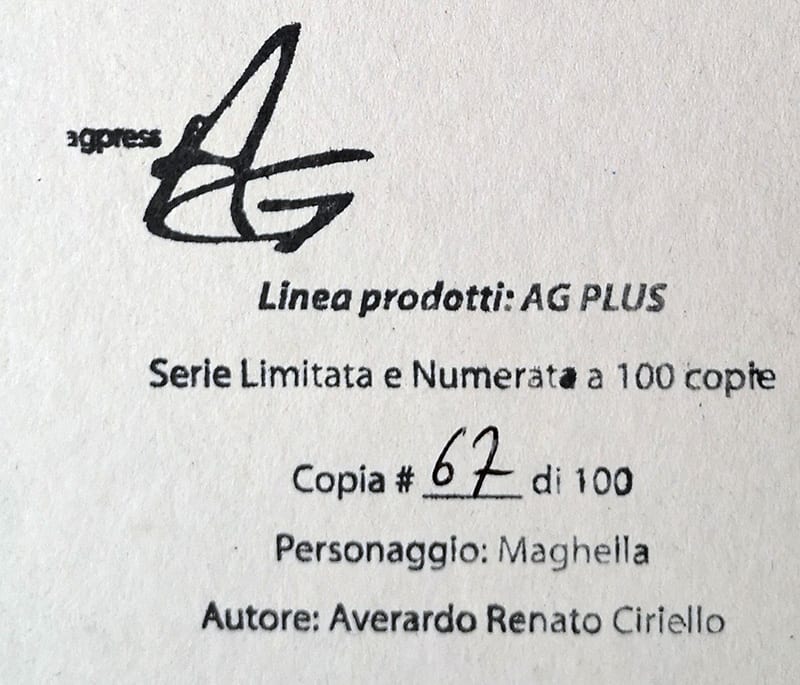 agpress
AG
Linea prodotti: AG PLUS
Serie Limitata e Numerata a 100 copie
Copia # 67 di 100
Personaggio: Maghella
Autore: Averardo Renato Ciriello